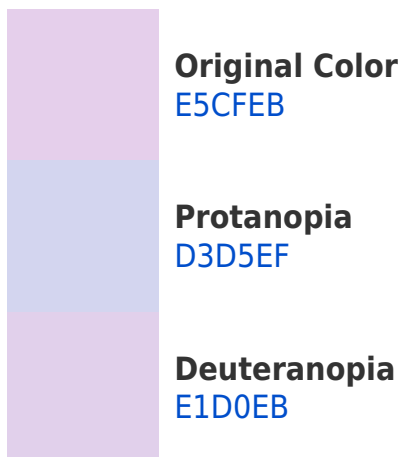 Original Color
E5CFEB
Protanopia
D3D5EF
Deuteranopia
E1D0EB